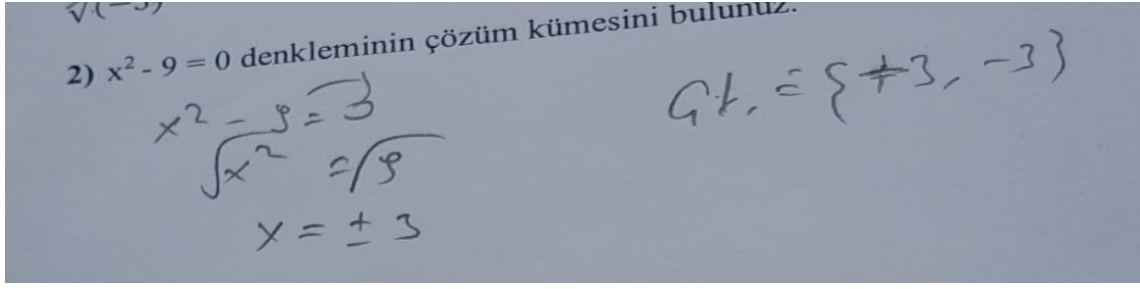 2) x² - 9 = 0 denkleminin çözüm kümesini bulunuz.
x² - 9 = 3
√x² = √9
x = ± 3
Ç.k. = {+3, -3}